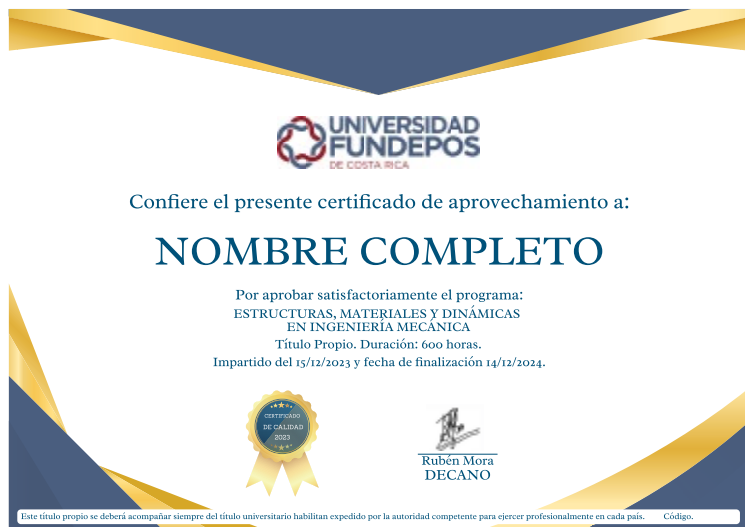 UNIVERSIDAD
FUNDEPOS
DE COSTA RICA
Confiere el presente certificado de aprovechamiento a:
NOMBRE COMPLETO
Por aprobar satisfactoriamente el programa:
ESTRUCTURAS, MATERIALES Y DINÁMICAS
EN INGENIERÍA MECÁNICA
Título Propio. Duración: 600 horas.
Impartido del 15/12/2023 y fecha de finalización 14/12/2024.
CERTIFICADO
DE CALIDAD
2023
Rubén Mora
DECANO
Este título propio se deberá acompañar siempre del título universitario habilitan expedido por la autoridad competente para ejercer profesionalmente en cada país. Código.